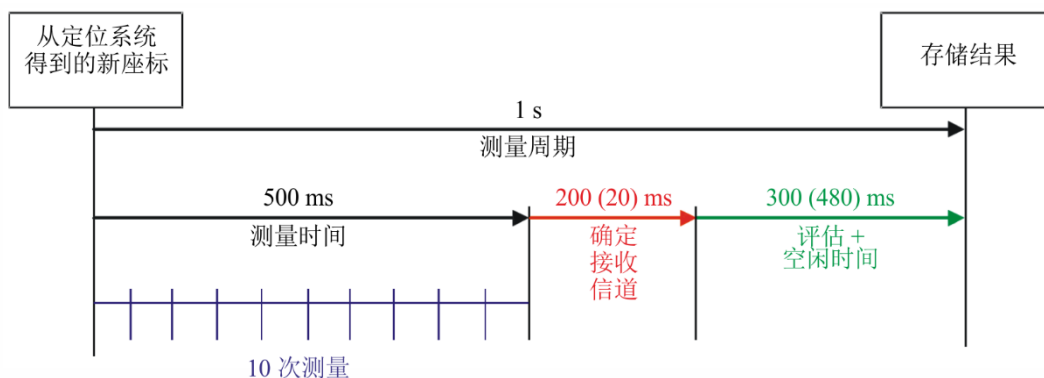 从定位系统
得到的新座标
存储结果
1 s
测量周期
500 ms
测量时间
200 (20) ms
确定
接收
信道
300 (480) ms
评估 +
空闲时间
10 次测量